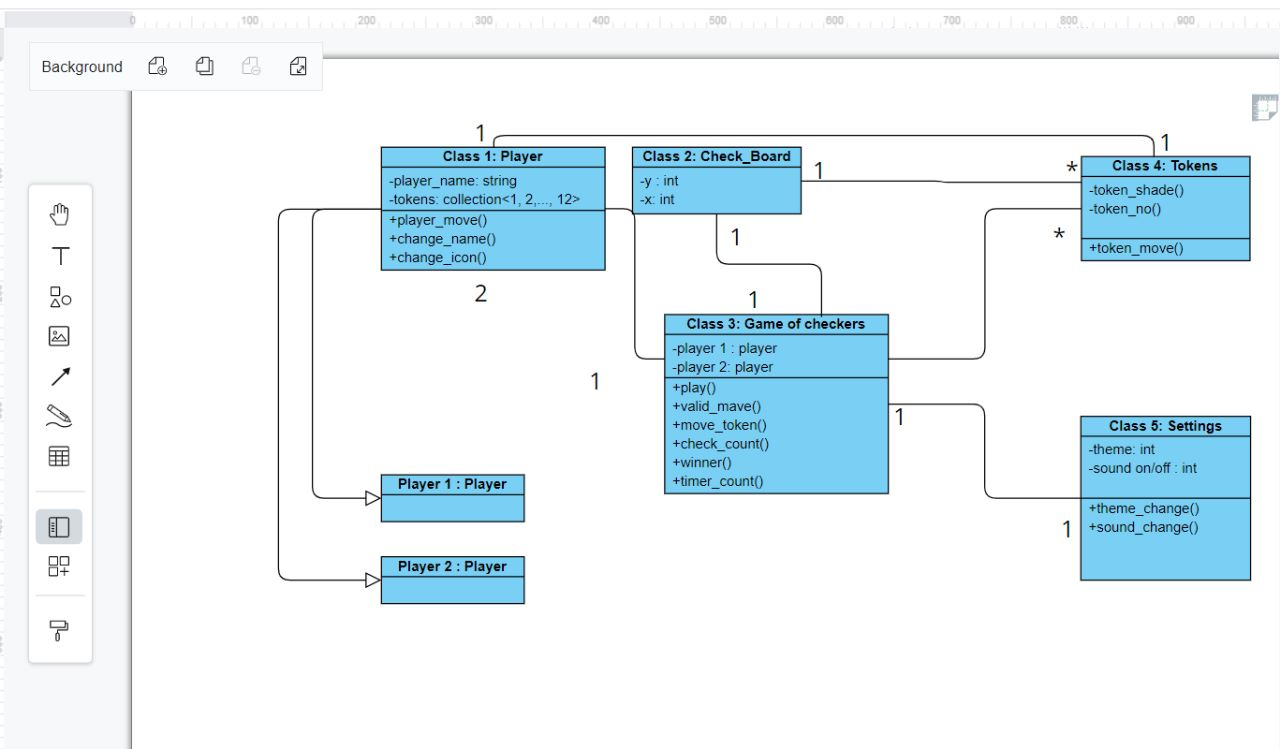 0 100 200 300 400 500 600 700 800 900
Background
T
1
1
Class 1: Player
-player_name: string
-tokens: collection<1, 2,..., 12>
+player_move()
+change_name()
+change_icon()
2
Class 2: Check_Board
-y : int
-x: int
1
*
1
Class 4: Tokens
-token_shade()
-token_no()
+token_move()
*
1
Class 3: Game of checkers
-player 1 : player
-player 2: player
+play()
+valid_mave()
+move_token()
+check_count()
+winner()
+timer_count()
1
1
Class 5: Settings
-theme: int
-sound on/off : int
+theme_change()
+sound_change()
1
Player 1 : Player
Player 2 : Player